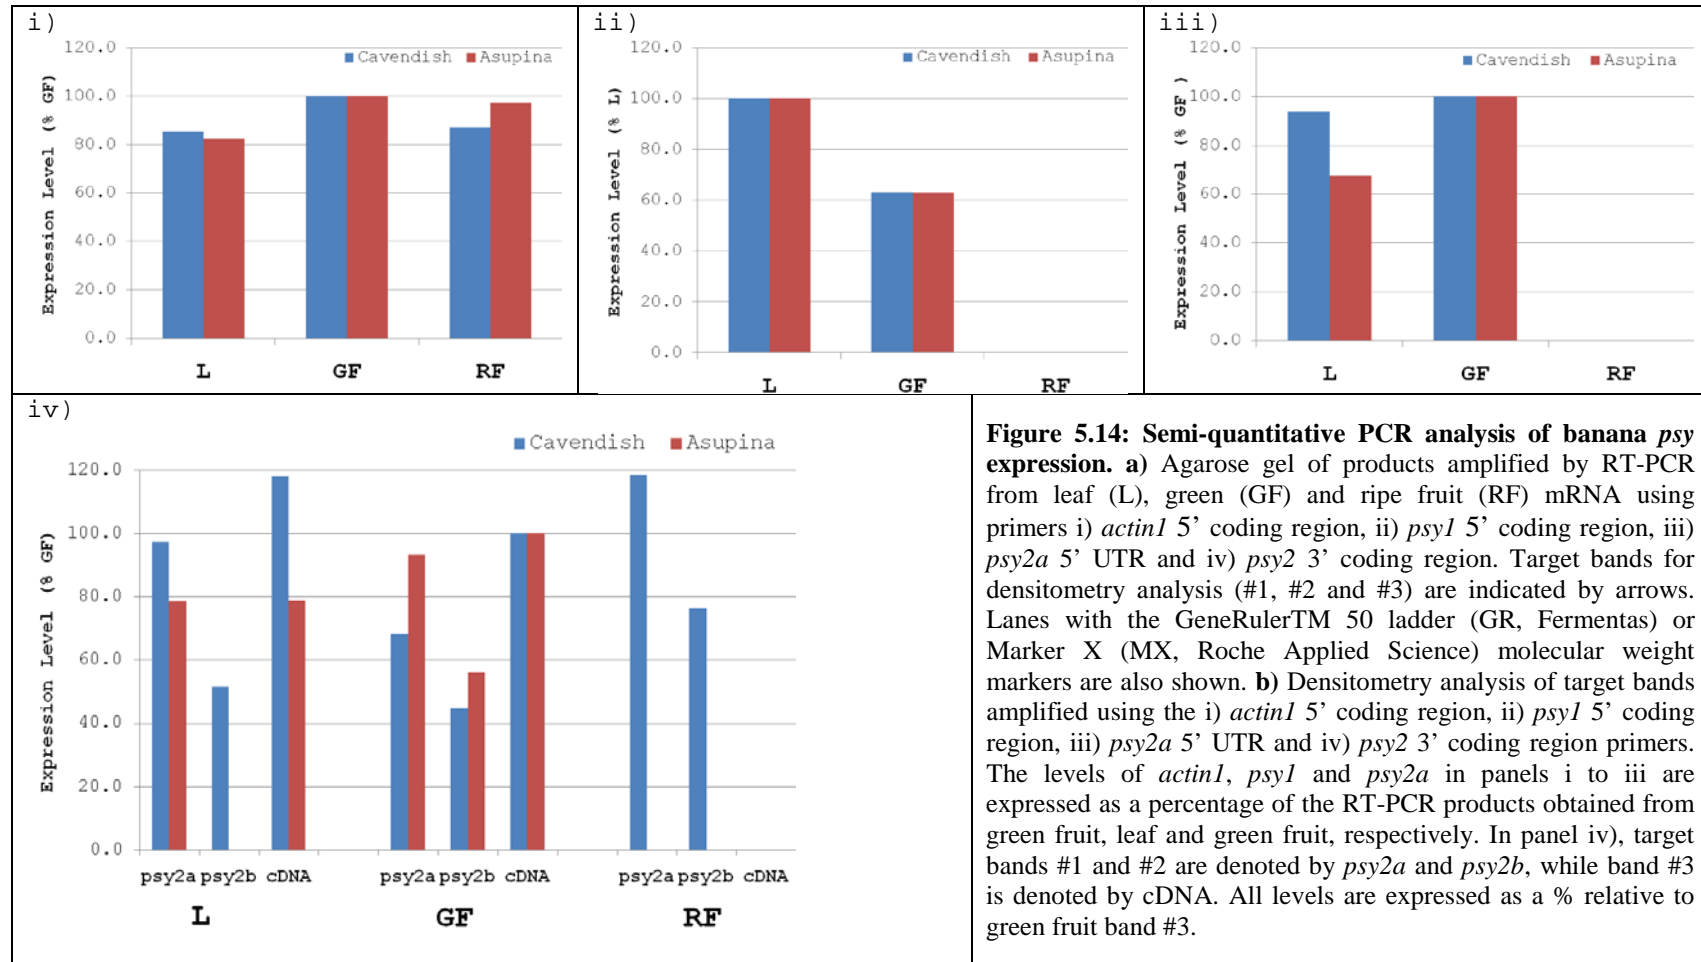 i)
120.0
Cavendish Asupina
100.0
80.0
60.0
40.0
20.0
0.0
Expression Level (% GF)
L GF RF
ii)
120.0
Cavendish Asupina
100.0
80.0
60.0
40.0
20.0
0.0
Expression Level (% L)
L GF RF
iii)
120.0
Cavendish Asupina
100.0
80.0
60.0
40.0
20.0
0.0
Expression Level (% GF)
L GF RF
iv)
Cavendish Asupina
120.0
100.0
80.0
60.0
40.0
20.0
0.0
Expression Level (% GF)
psy2a psy2b cDNA psy2a psy2b cDNA psy2a psy2b cDNA
L GF RF
Figure 5.14: Semi-quantitative PCR analysis of banana psy
expression. a) Agarose gel of products amplified by RT-PCR
from leaf (L), green (GF) and ripe fruit (RF) mRNA using
primers i) actin1 5’ coding region, ii) psy1 5’ coding region, iii)
psy2a 5’ UTR and iv) psy2 3’ coding region. Target bands for
densitometry analysis (#1, #2 and #3) are indicated by arrows.
Lanes with the GeneRulerTM 50 ladder (GR, Fermentas) or
Marker X (MX, Roche Applied Science) molecular weight
markers are also shown. b) Densitometry analysis of target bands
amplified using the i) actin1 5’ coding region, ii) psy1 5’ coding
region, iii) psy2a 5’ UTR and iv) psy2 3’ coding region primers.
The levels of actin1, psy1 and psy2a in panels i to iii are
expressed as a percentage of the RT-PCR products obtained from
green fruit, leaf and green fruit, respectively. In panel iv), target
bands #1 and #2 are denoted by psy2a and psy2b, while band #3
is denoted by cDNA. All levels are expressed as a % relative to
green fruit band #3.